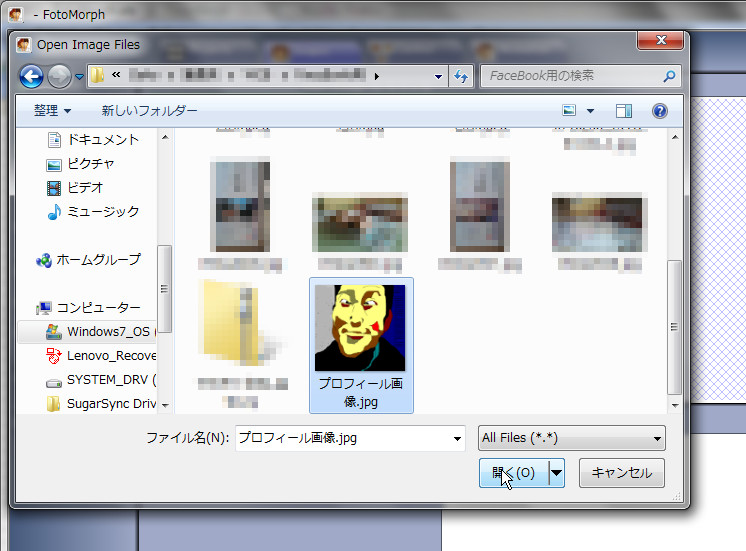 - FotoMorph
Open Image Files
FaceBook用の検索
整理
新しいフォルダー
ドキュメント
ピクチャ
ビデオ
ミュージック
ホームグループ
コンピューター
Windows7_OS (
Lenovo_Recove
SYSTEM_DRV (
SugarSync Driv
プロフィール画
像.jpg
ファイル名(N): プロフィール画像.jpg
All Files (*.*)
開く(O)
キャンセル